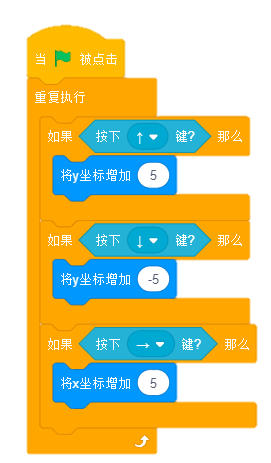 当 被点击
重复执行
如果 按下 ↑ 键? 那么
将y坐标增加 5
如果 按下 ↓ 键? 那么
将y坐标增加 -5
如果 按下 → 键? 那么
将x坐标增加 5